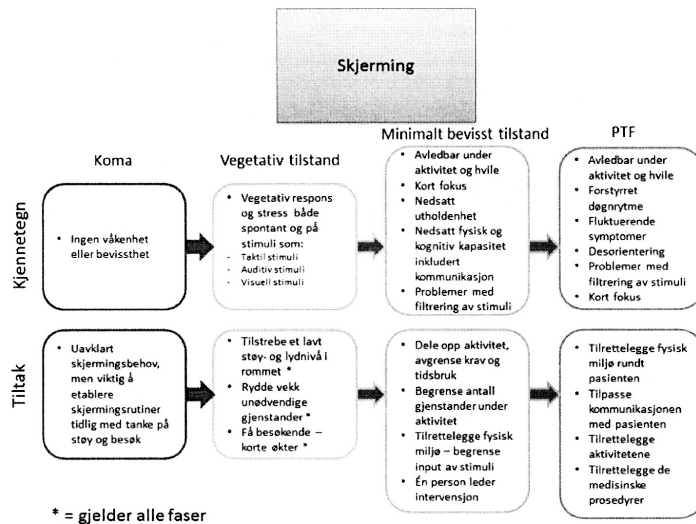 Skjerming
Koma
Vegetativ tilstand
Minimalt bevisst tilstand
PTF
Kjennetegn
• Ingen våkenhet
eller bevissthet
• Vegetativ respons
og stress både
spontant og på
stimuli som:
- Taktil stimuli
- Auditiv stimuli
- Visuell stimuli
• Avledbar under
aktivitet og hvile
• Kort fokus
• Nedsatt
utholdenhet
• Nedsatt fysisk og
kognitiv kapasitet
inkludert
kommunikasjon
• Problemer med
filtrering av stimuli
• Avledbar under
aktivitet og hvile
• Forstyrret
døgnrytme
• Fluktuerende
symptomer
• Desorientering
• Problemer med
filtrering av stimuli
• Kort fokus
Tiltak
• Uavklart
skjermingsbehov,
men viktig å
etablere
skjermingsrutiner
tidlig med tanke på
støy og besøk
• Tilstrebe et lavt
støy- og lydnivå i
rommet *
• Rydde vekk
unødvendige
gjenstander *
• Få besøkende –
korte økter *
• Dele opp aktivitet,
avgrense krav og
tidsbruk
• Begrense antall
gjenstander under
aktivitet
• Tilrettelegge fysisk
miljø – begrense
input av stimuli
• Én person leder
intervensjon
• Tilrettelegge fysisk
miljø rundt
pasienten
• Tilpasse
kommunikasjonen
med pasienten
• Tilrettelegge
aktivitetene
• Tilrettelegge de
medisinske
prosedyrer
* = gjelder alle faser